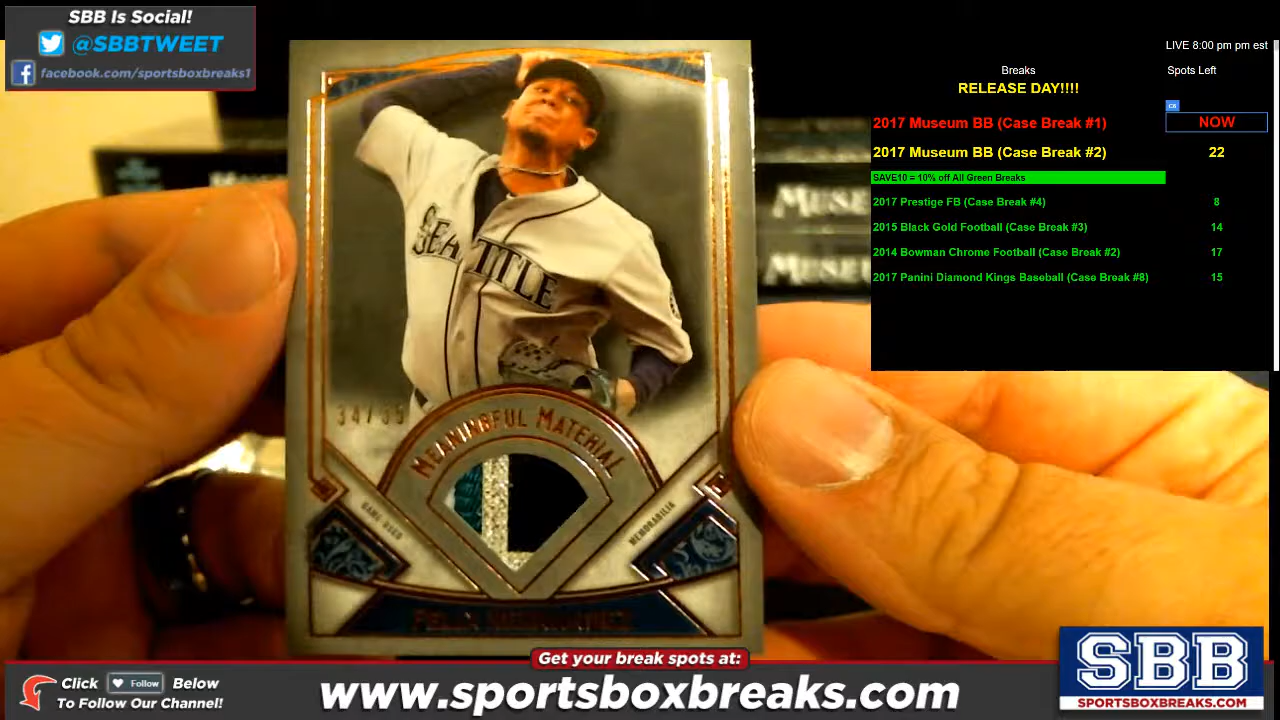 SBB Is Social!
@SBBTWEET
facebook.com/sportsboxbreaks1
LIVE 8:00 pm pm est
Breaks
Spots Left
RELEASE DAY!!!!
2017 Museum BB (Case Break #1)
NOW
2017 Museum BB (Case Break #2)
22
SAVE10 = 10% off All Green Breaks
2017 Prestige FB (Case Break #4)
8
2015 Black Gold Football (Case Break #3)
14
2014 Bowman Chrome Football (Case Break #2)
17
2017 Panini Diamond Kings Baseball (Case Break #8)
15
SEATTLE
34/35
MEANINGFUL MATERIAL
GAME-USED
MEMORABILIA
FELIX HERNANDEZ
Get your break spots at:
Click Follow Below
To Follow Our Channel!
www.sportsboxbreaks.com
SBB
SPORTSBOXBREAKS.COM